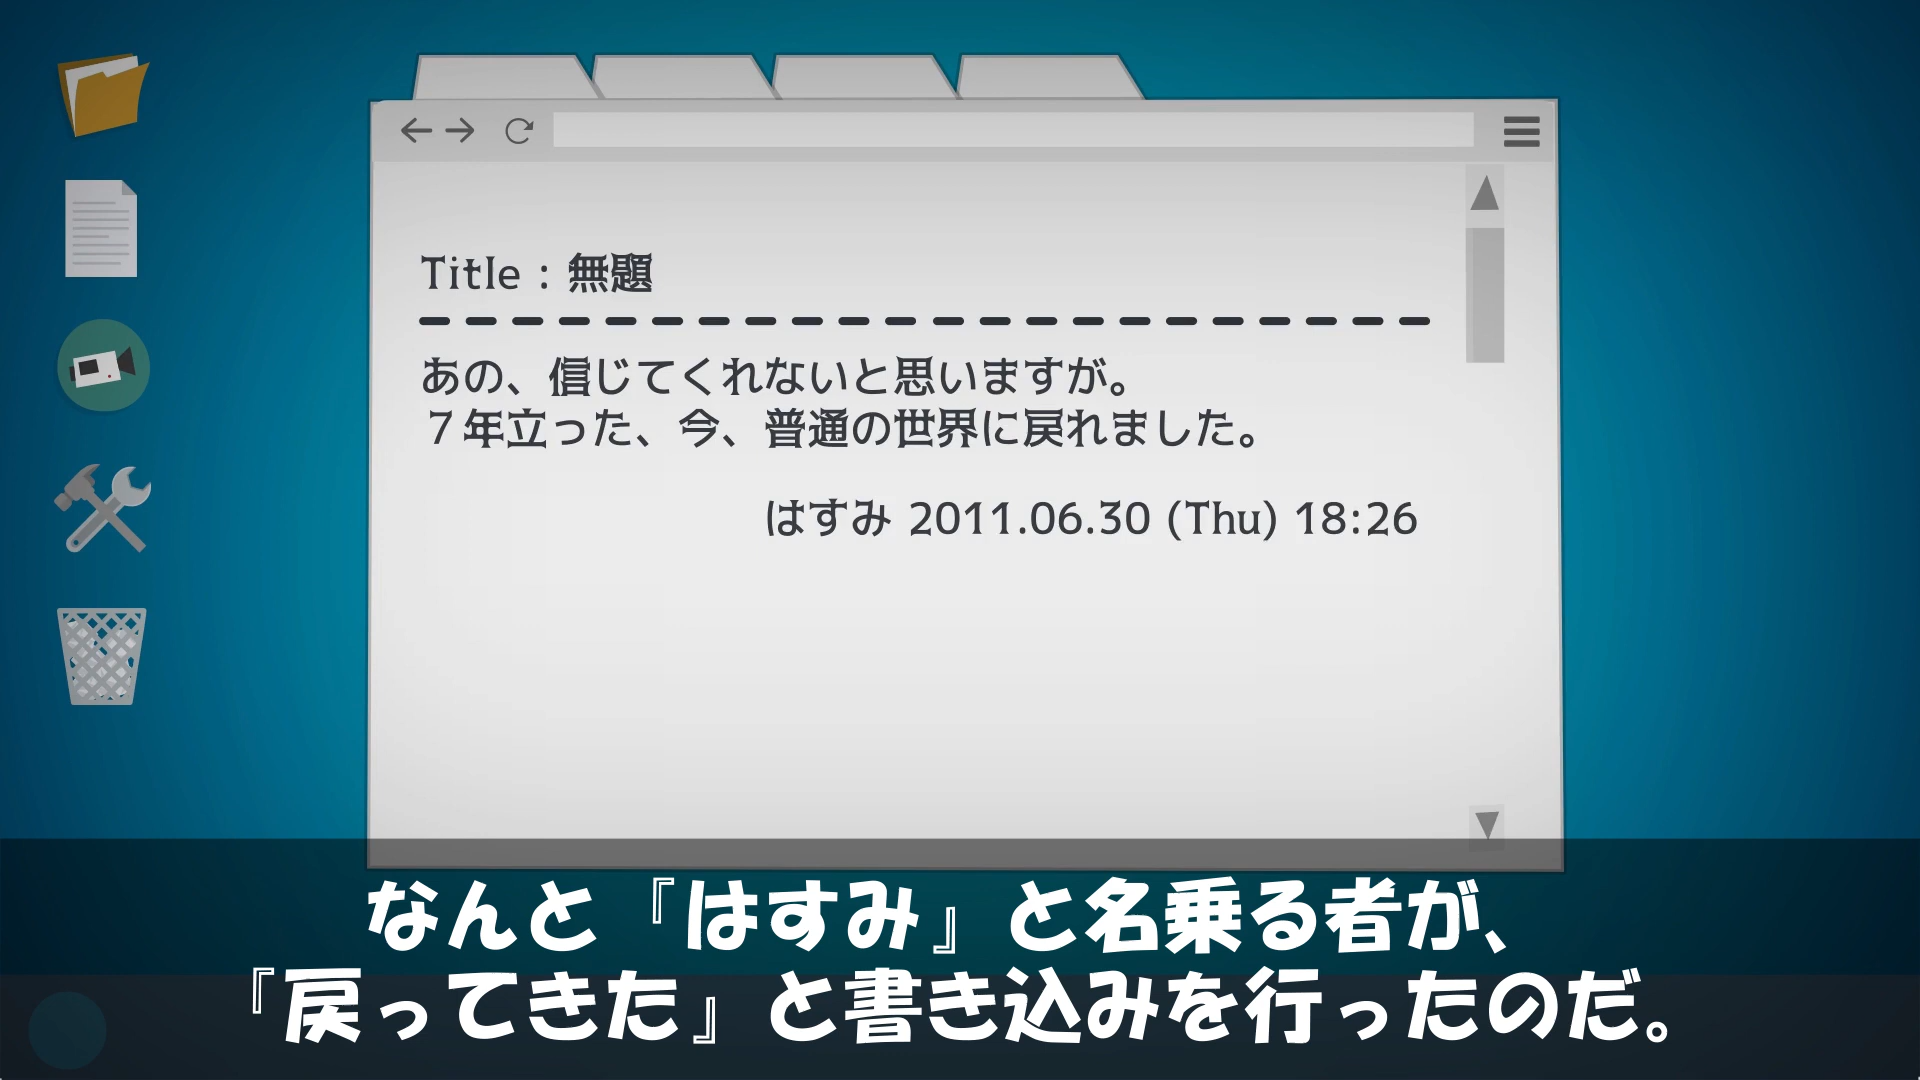 Title : 無題
あの、信じてくれないと思いますが。
７年立った、今、普通の世界に戻れました。
はすみ 2011.06.30 (Thu) 18:26
なんと『はすみ』と名乗る者が、
『戻ってきた』と書き込みを行ったのだ。